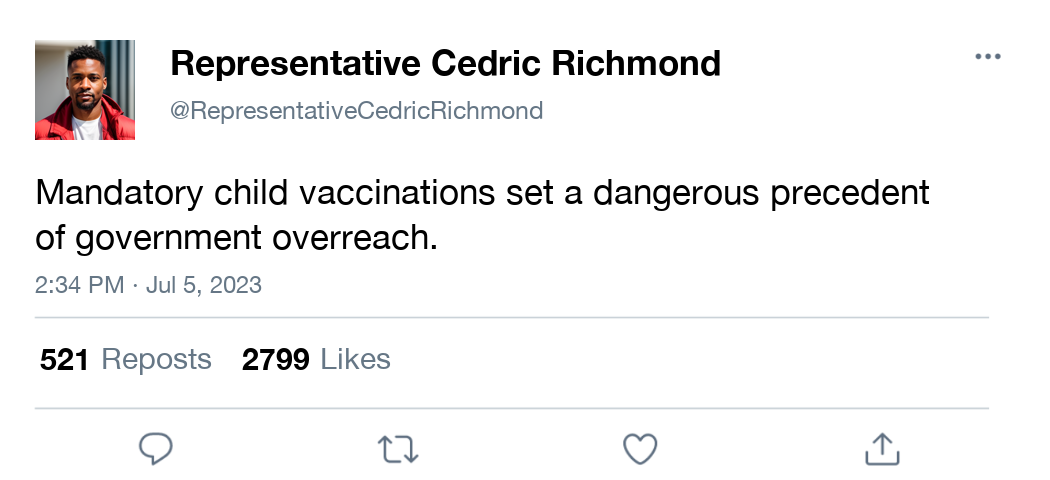 Representative Cedric Richmond
@RepresentativeCedricRichmond
Mandatory child vaccinations set a dangerous precedent
of government overreach.
2:34 PM · Jul 5, 2023
521 Reposts 2799 Likes